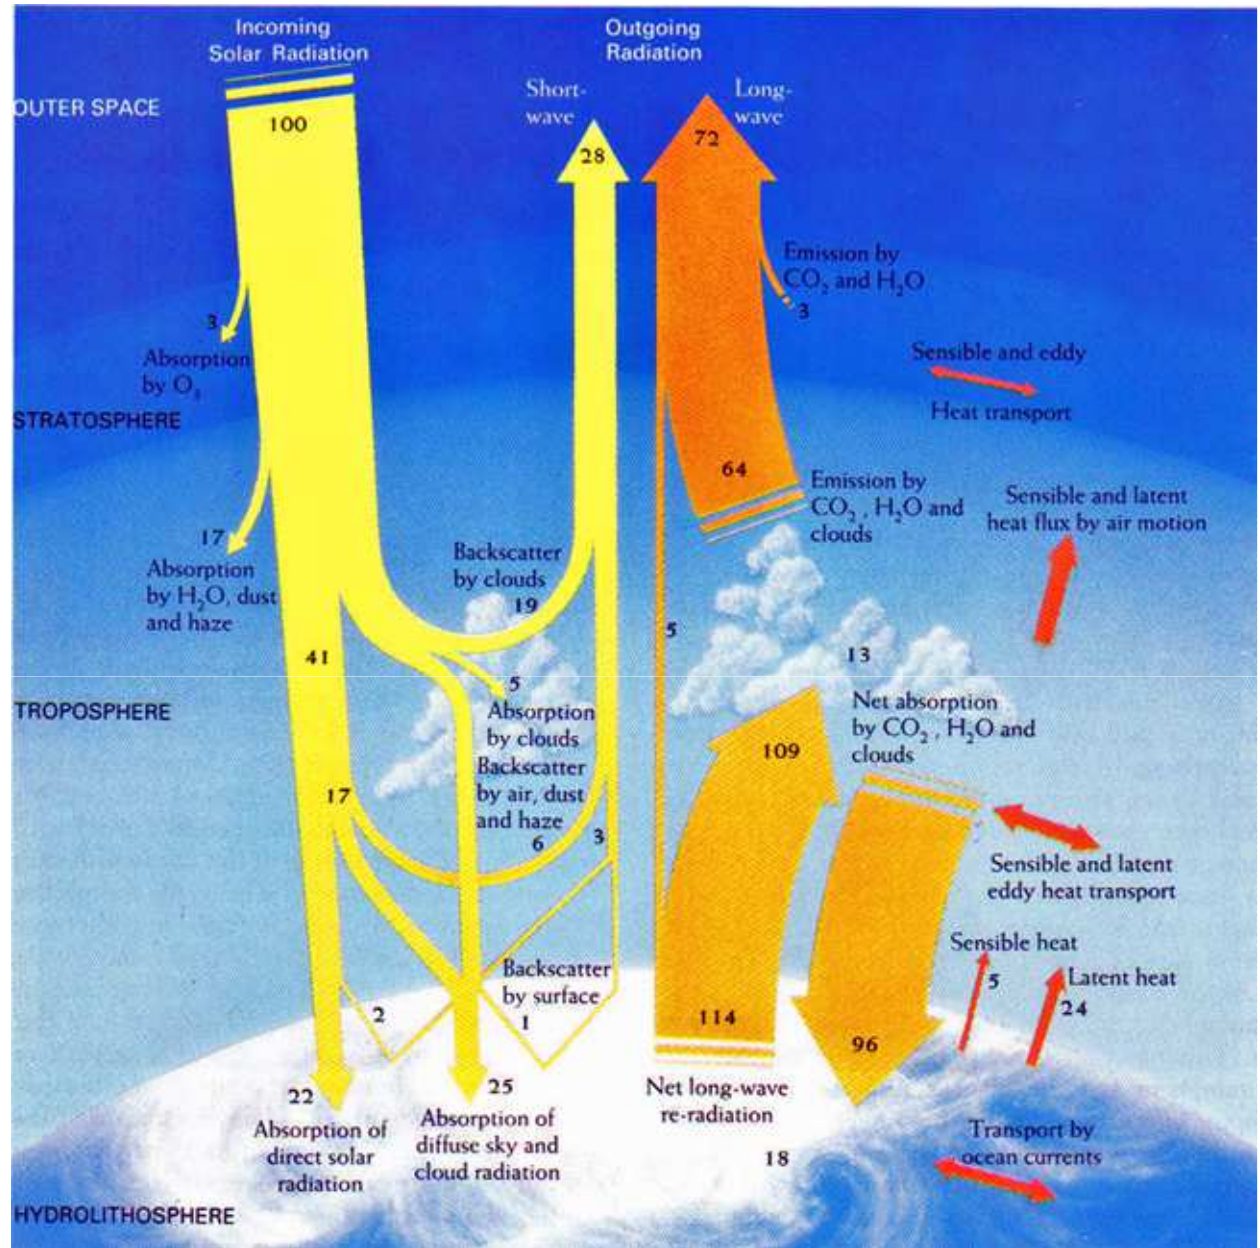 Incoming
Solar Radiation
Outgoing
Radiation
OUTER SPACE
100
Short-
wave
28
72
Long-
wave
Emission by
CO₂ and H₂O
3
3
Absorption
by O₃
Sensible and eddy
Heat transport
STRATOSPHERE
64
Emission by
CO₂, H₂O and
clouds
Sensible and latent
heat flux by air motion
17
Absorption
by H₂O, dust
and haze
Backscatter
by clouds
19
41
5
13
5
Absorption
by clouds
TROPOSPHERE
Net absorption
by CO₂, H₂O and
clouds
109
Backscatter
by air, dust
and haze
17
6
3
Sensible and latent
eddy heat transport
Sensible heat
5
Latent heat
24
Backscatter
by surface
2
1
114
96
22
Absorption of
direct solar
radiation
25
Absorption of
diffuse sky and
cloud radiation
Net long-wave
re-radiation
18
Transport by
ocean currents
HYDROLITHOSPHERE